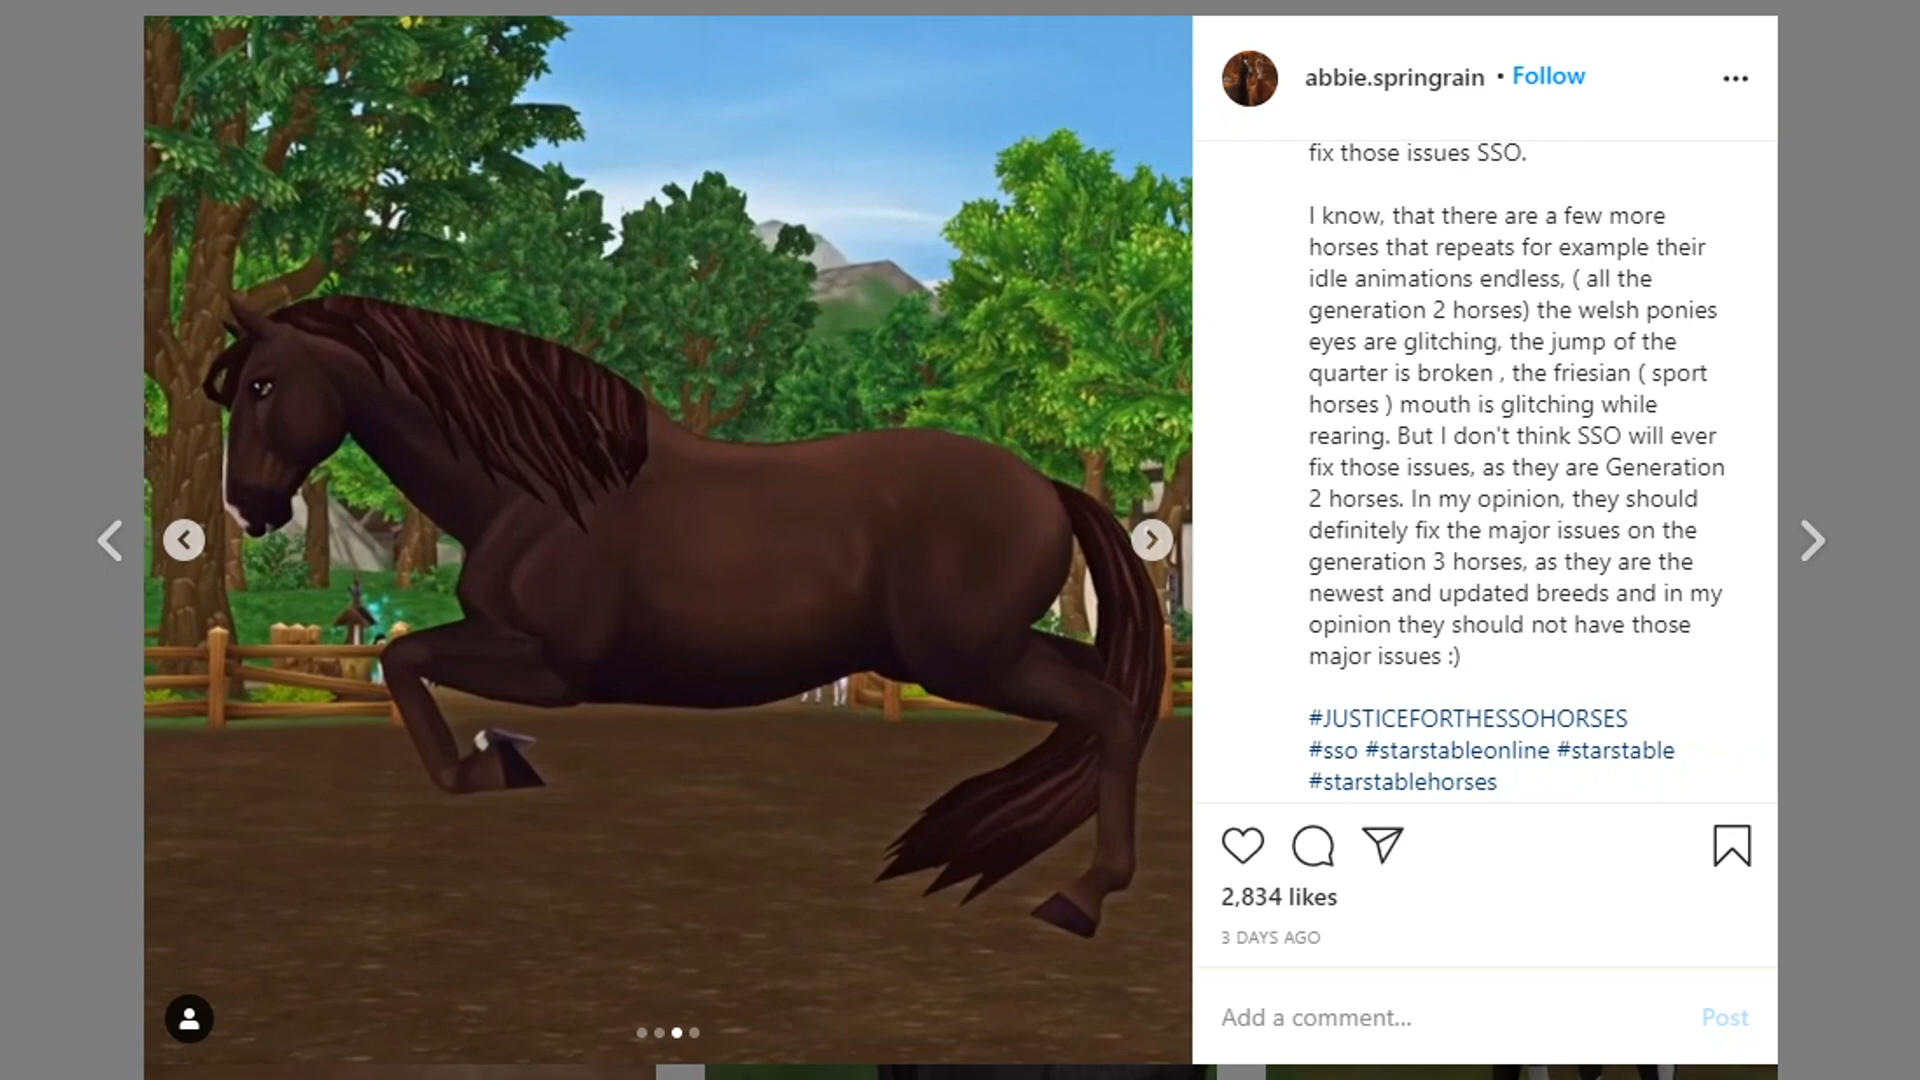 abbie.springrain • Follow
fix those issues SSO.
I know, that there are a few more
horses that repeats for example their
idle animations endless, ( all the
generation 2 horses) the welsh ponies
eyes are glitching, the jump of the
quarter is broken , the friesian ( sport
horses ) mouth is glitching while
rearing. But I don't think SSO will ever
fix those issues, as they are Generation
2 horses. In my opinion, they should
definitely fix the major issues on the
generation 3 horses, as they are the
newest and updated breeds and in my
opinion they should not have those
major issues :)
#JUSTICEFORTHESSOHORSES
#sso #starstableonline #starstable
#starstablehorses
2,834 likes
3 DAYS AGO
Add a comment... Post